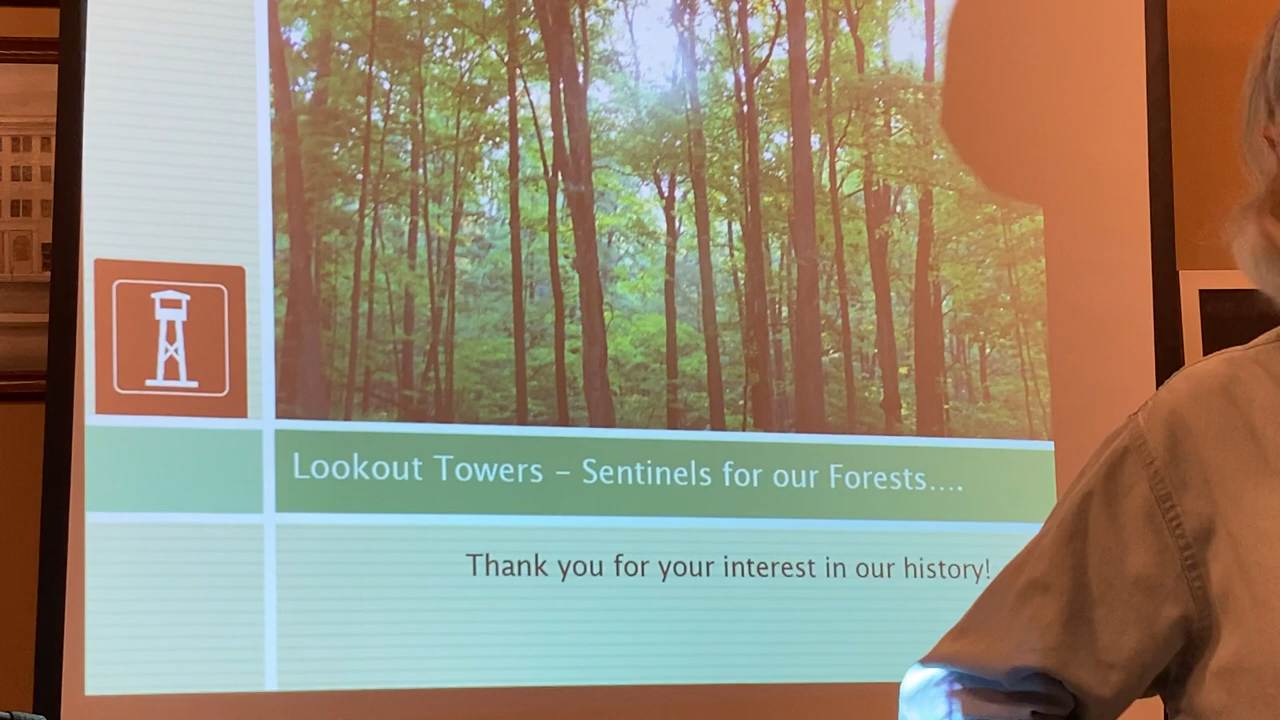 Lookout Towers – Sentinels for our Forests....
Thank you for your interest in our history!